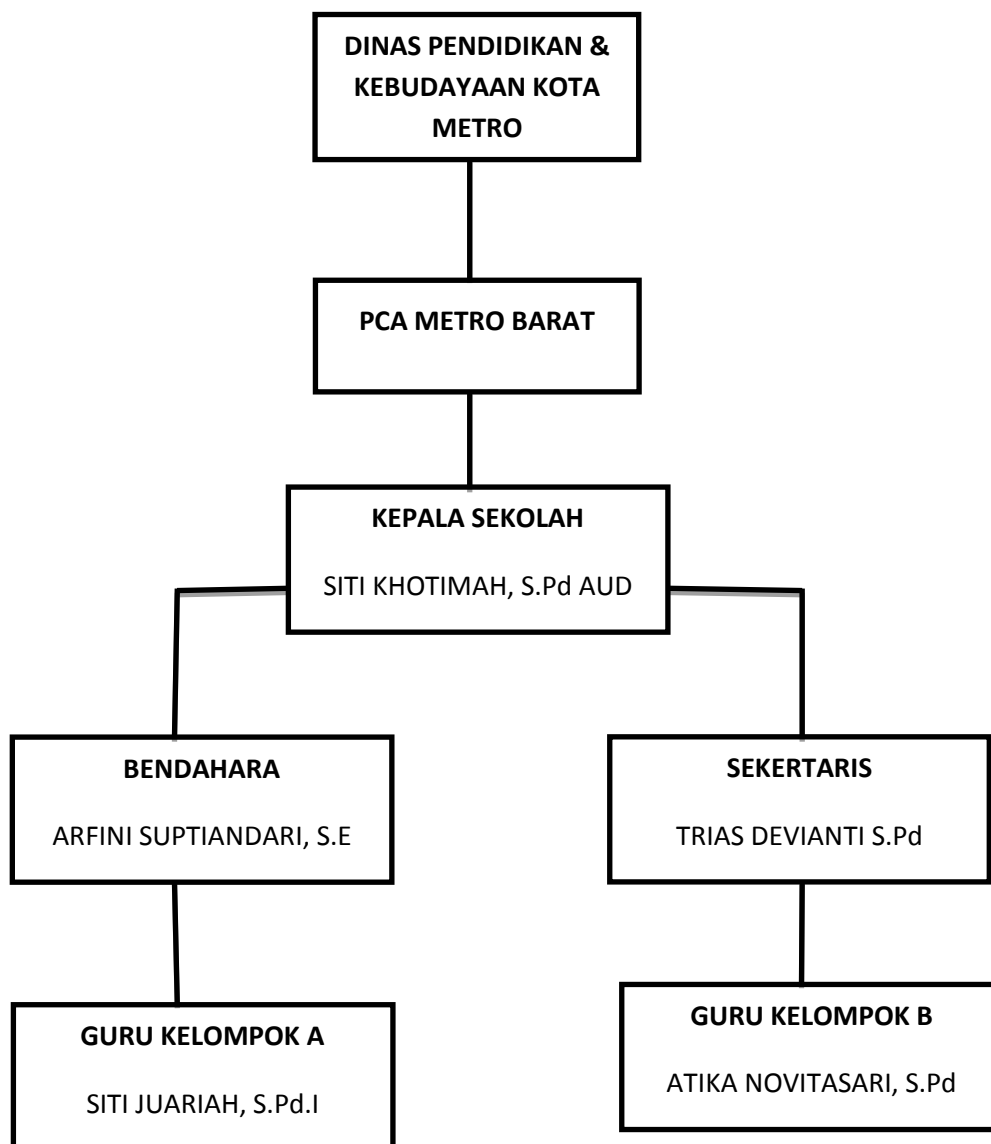 DINAS PENDIDIKAN &
KEBUDAYAAN KOTA
METRO
PCA METRO BARAT
KEPALA SEKOLAH
SITI KHOTIMAH, S.Pd AUD
BENDAHARA
ARFINI SUPTIANDARI, S.E
SEKERTARIS
TRIAS DEVIANTI S.Pd
GURU KELOMPOK A
SITI JUARIAH, S.Pd.I
GURU KELOMPOK B
ATIKA NOVITASARI, S.Pd